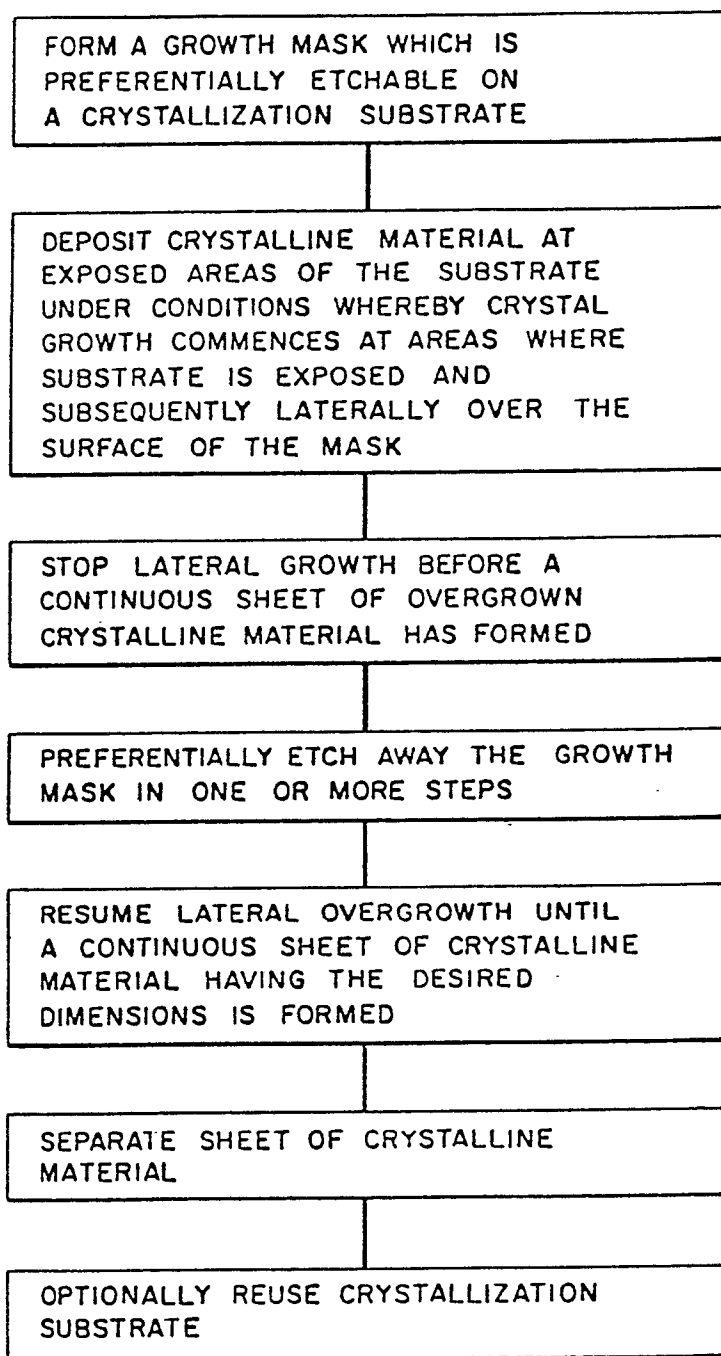 FORM A GROWTH MASK WHICH IS
PREFERENTIALLY ETCHABLE ON
A CRYSTALLIZATION SUBSTRATE
DEPOSIT CRYSTALLINE MATERIAL AT
EXPOSED AREAS OF THE SUBSTRATE
UNDER CONDITIONS WHEREBY CRYSTAL
GROWTH COMMENCES AT AREAS WHERE
SUBSTRATE IS EXPOSED AND
SUBSEQUENTLY LATERALLY OVER THE
SURFACE OF THE MASK
STOP LATERAL GROWTH BEFORE A
CONTINUOUS SHEET OF OVERGROWN
CRYSTALLINE MATERIAL HAS FORMED
PREFERENTIALLY ETCH AWAY THE GROWTH
MASK IN ONE OR MORE STEPS
RESUME LATERAL OVERGROWTH UNTIL
A CONTINUOUS SHEET OF CRYSTALLINE
MATERIAL HAVING THE DESIRED
DIMENSIONS IS FORMED
SEPARATE SHEET OF CRYSTALLINE
MATERIAL
OPTIONALLY REUSE CRYSTALLIZATION
SUBSTRATE